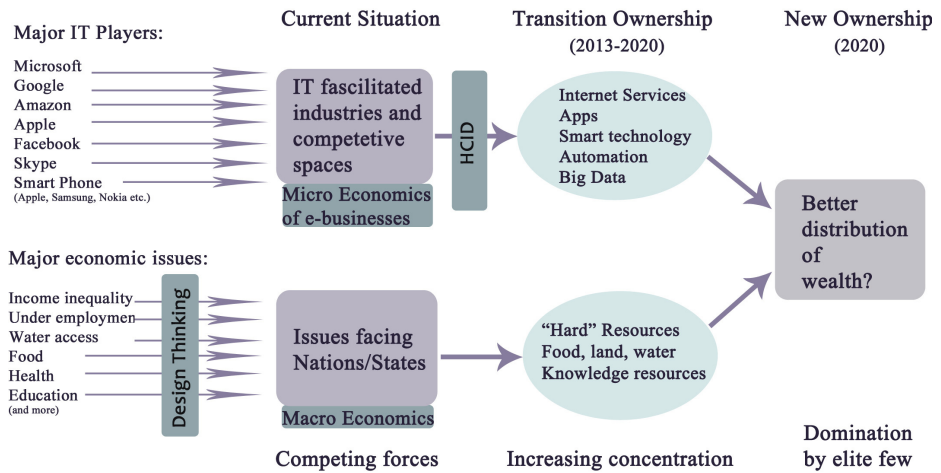 Current Situation
Transition Ownership
(2013-2020)
New Ownership
(2020)
Major IT Players:
Microsoft
Google
Amazon
Apple
Facebook
Skype
Smart Phone
(Apple, Samsung, Nokia etc.)
IT fascilitated
industries and
competetive
spaces
Micro Economics
of e-businesses
HCID
Internet Services
Apps
Smart technology
Automation
Big Data
Better
distribution
of
wealth?
Major economic issues:
Income inequality
Under employmen
Water access
Food
Health
Education
(and more)
Design Thinking
Issues facing
Nations/States
Macro Economics
“Hard” Resources
Food, land, water
Knowledge resources
Competing forces
Increasing concentration
Domination
by elite few